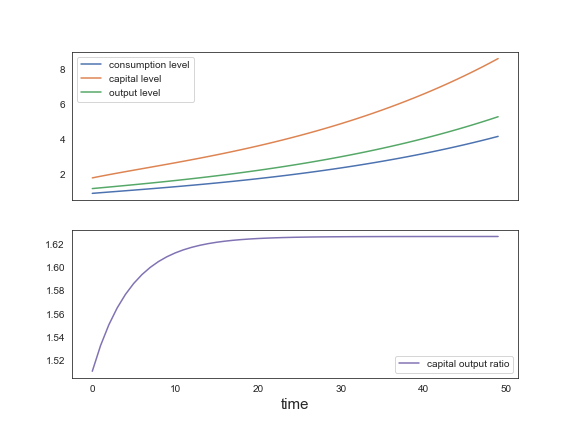 consumption level
capital level
output level
8
6
4
2
1.62
1.60
1.58
1.56
1.54
1.52
capital output ratio
0 10 20 30 40 50
time